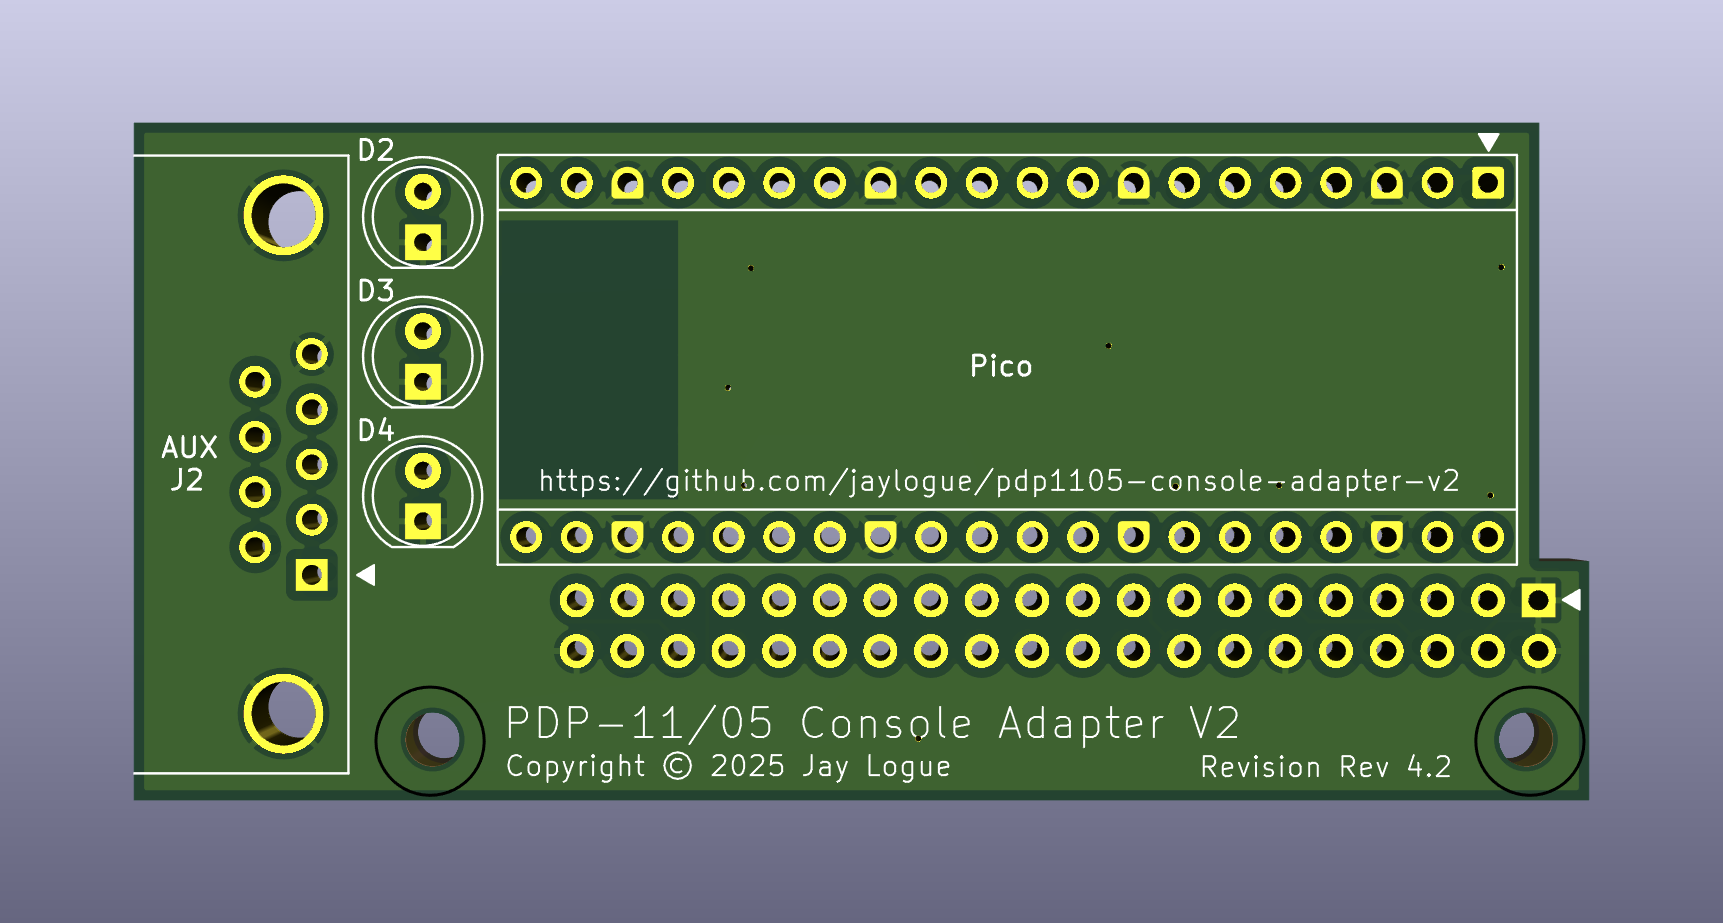 D2
D3
Pico
D4
AUX
J2
https://github.com/jaylogue/pdp1105-console-adapter-v2
PDP-11/05 Console Adapter V2
Copyright © 2025 Jay Logue
Revision Rev 4.2